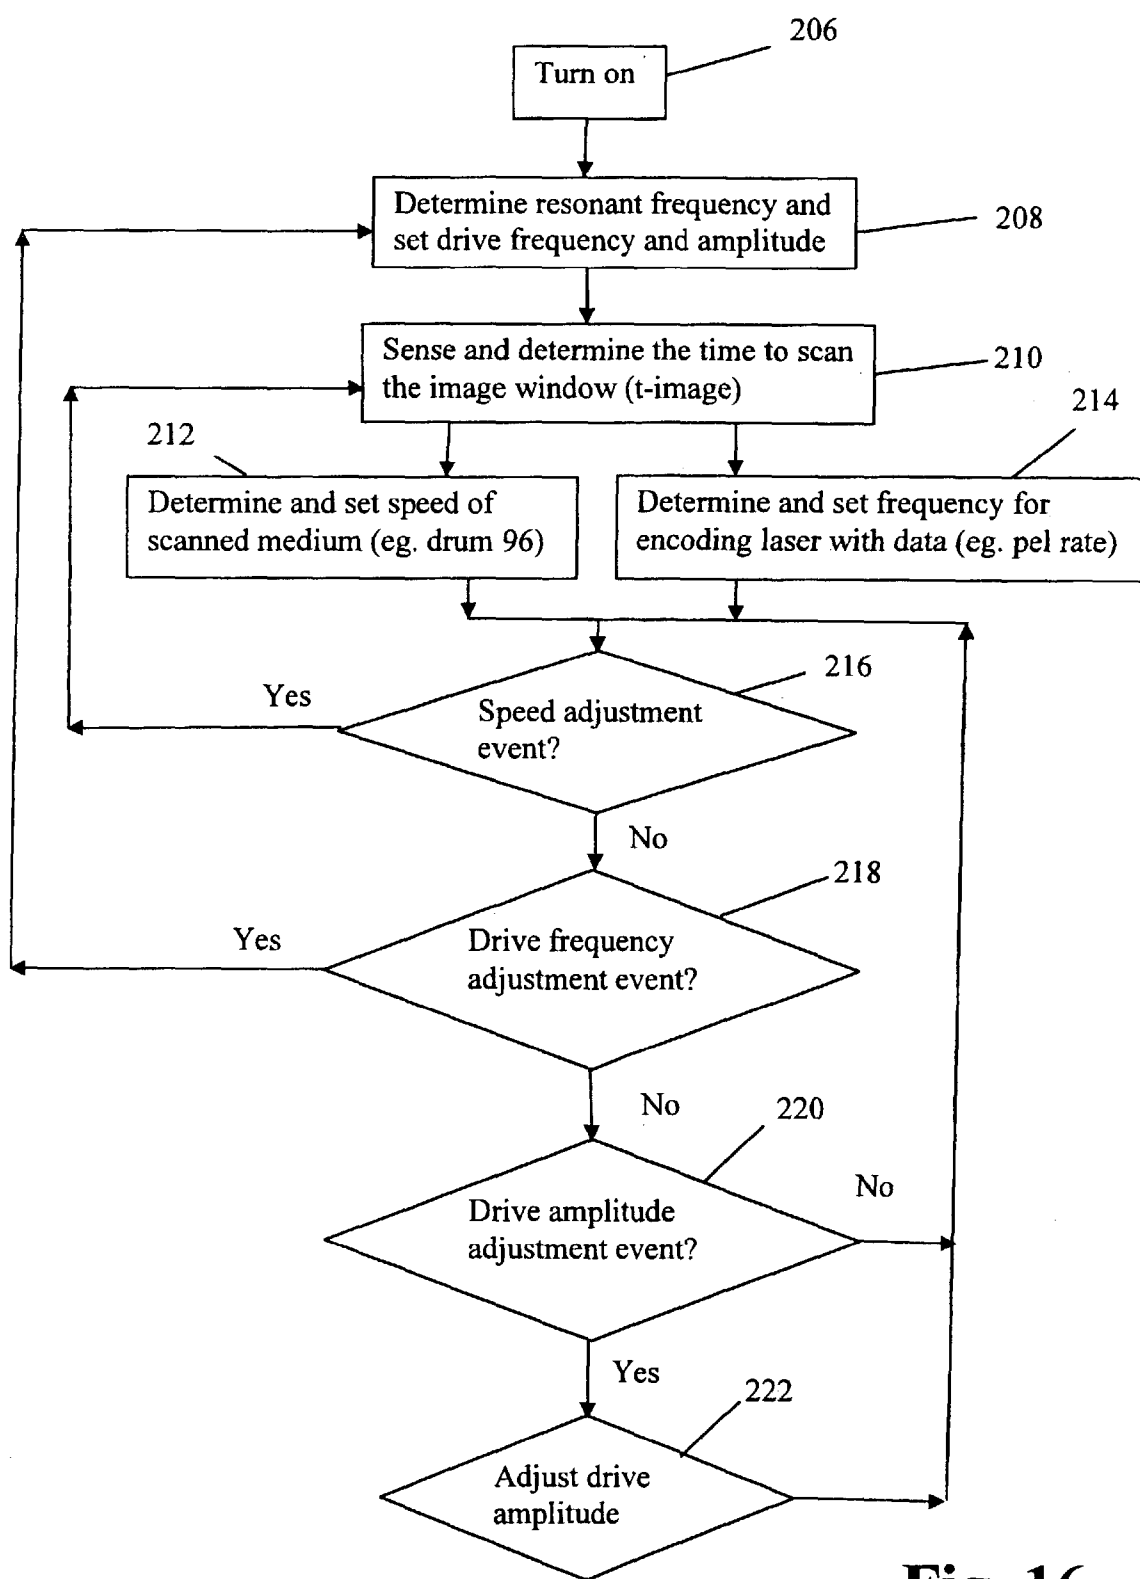 206
Turn on
Determine resonant frequency and
set drive frequency and amplitude
208
Sense and determine the time to scan
the image window (t-image)
210
212
214
Determine and set speed of
scanned medium (eg. drum 96)
Determine and set frequency for
encoding laser with data (eg. pel rate)
216
Yes
Speed adjustment
event?
No
218
Yes
Drive frequency
adjustment event?
No
220
No
Drive amplitude
adjustment event?
Yes
222
Adjust drive
amplitude
Fig. 16